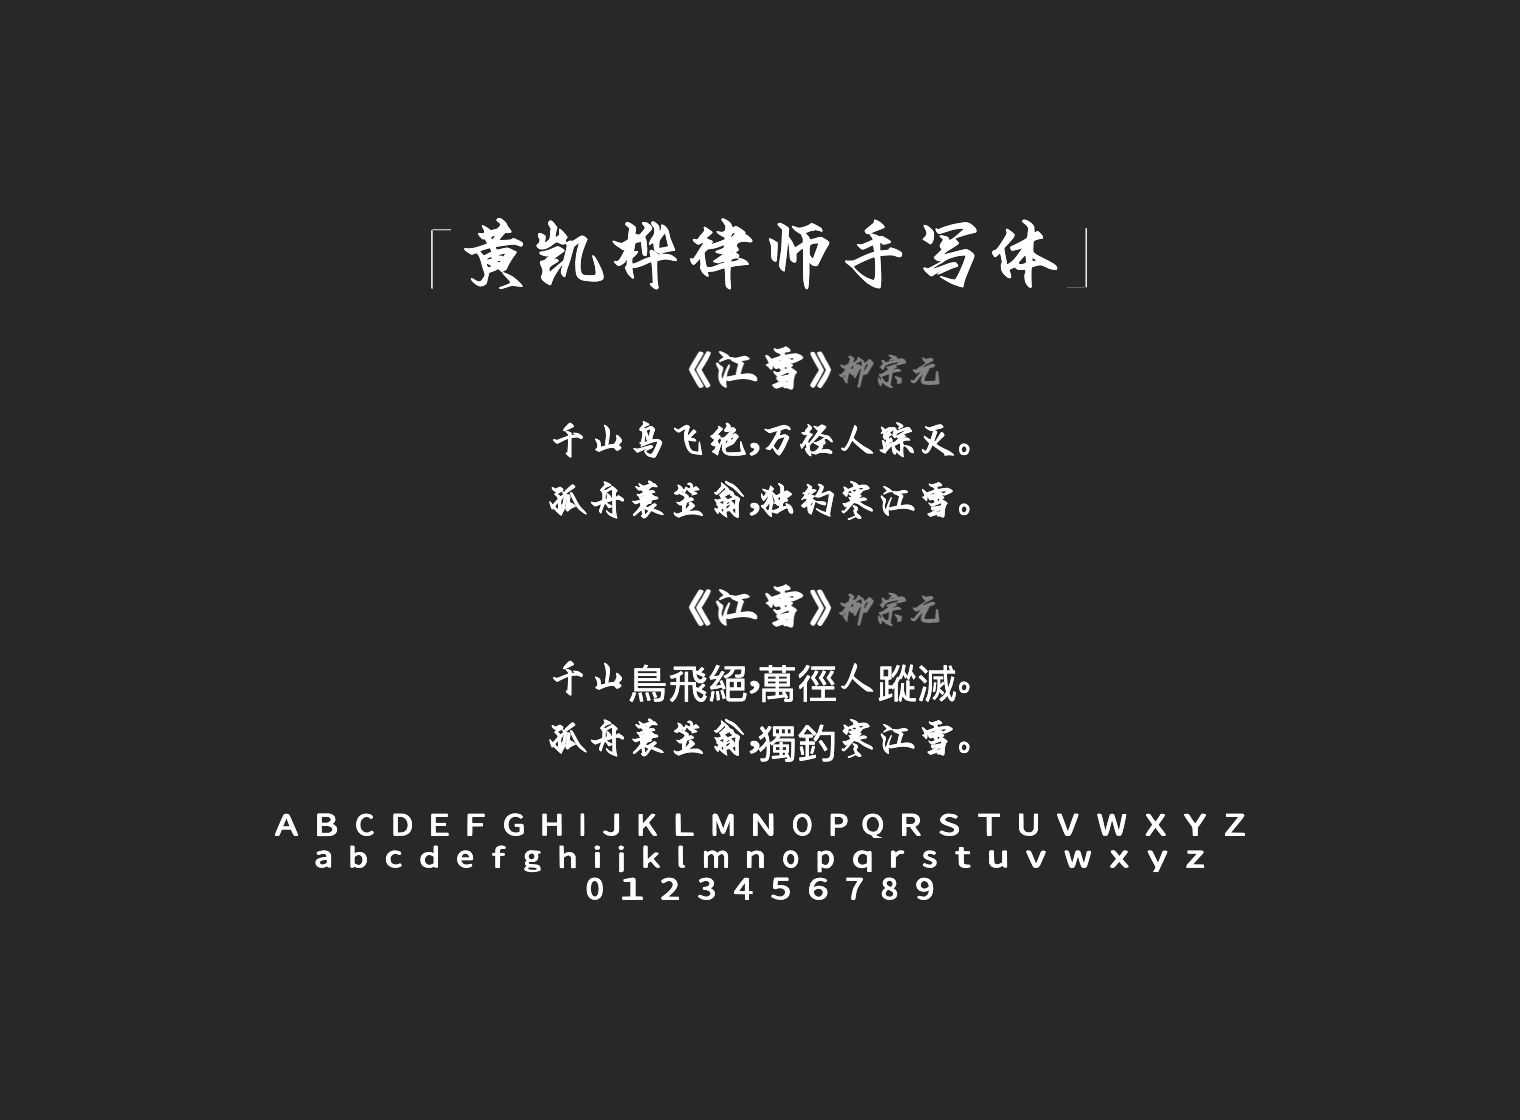 「黄凯桦律师手写体」
《江雪》柳宗元
千山鸟飞绝,万径人踪灭。
孤舟蓑笠翁,独钓寒江雪。
《江雪》柳宗元
千山鳥飛絕,萬徑人蹤滅。
孤舟蓑笠翁,獨釣寒江雪。
A B C D E F G H I J K L M N O P Q R S T U V W X Y Z
a b c d e f g h i j k l m n o p q r s t u v w x y z
0 1 2 3 4 5 6 7 8 9